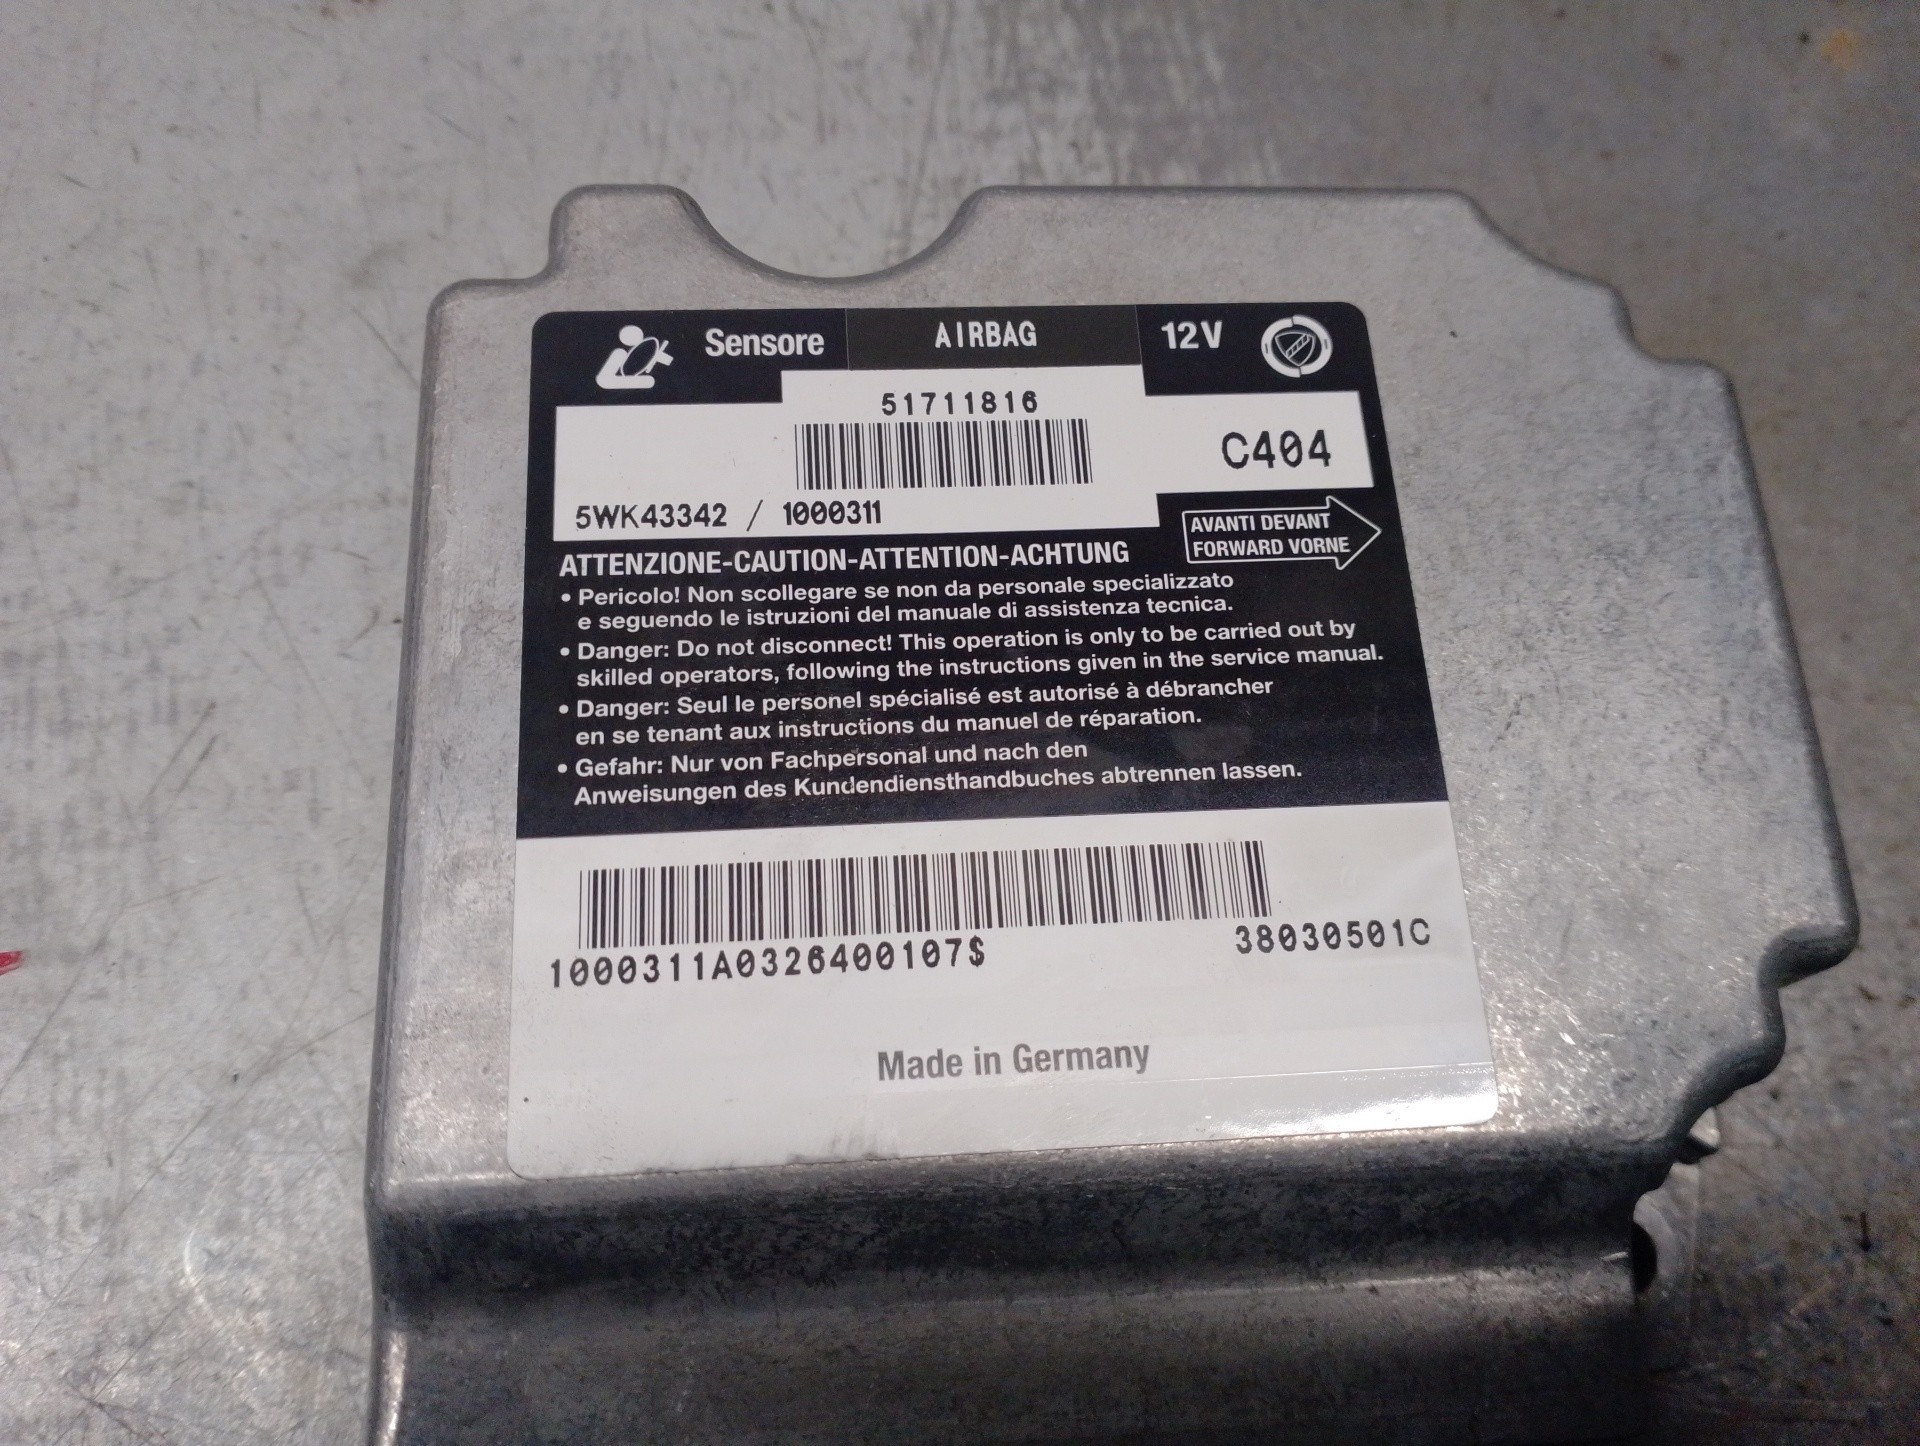 Sensore AIRBAG 12V
51711816
C404
5WK43342 / 1000311
AVANTI DEVANT
FORWARD VORNE
ATTENZIONE-CAUTION-ATTENTION-ACHTUNG
• Pericolo! Non scollegare se non da personale specializzato
e seguendo le istruzioni del manuale di assistenza tecnica.
• Danger: Do not disconnect! This operation is only to be carried out by
skilled operators, following the instructions given in the service manual.
• Danger: Seul le personel spécialisé est autorisé à débrancher
en se tenant aux instructions du manuel de réparation.
• Gefahr: Nur von Fachpersonal und nach den
Anweisungen des Kundendiensthandbuches abtrennen lassen.
1000311A0326400107$ 38030501C
Made in Germany